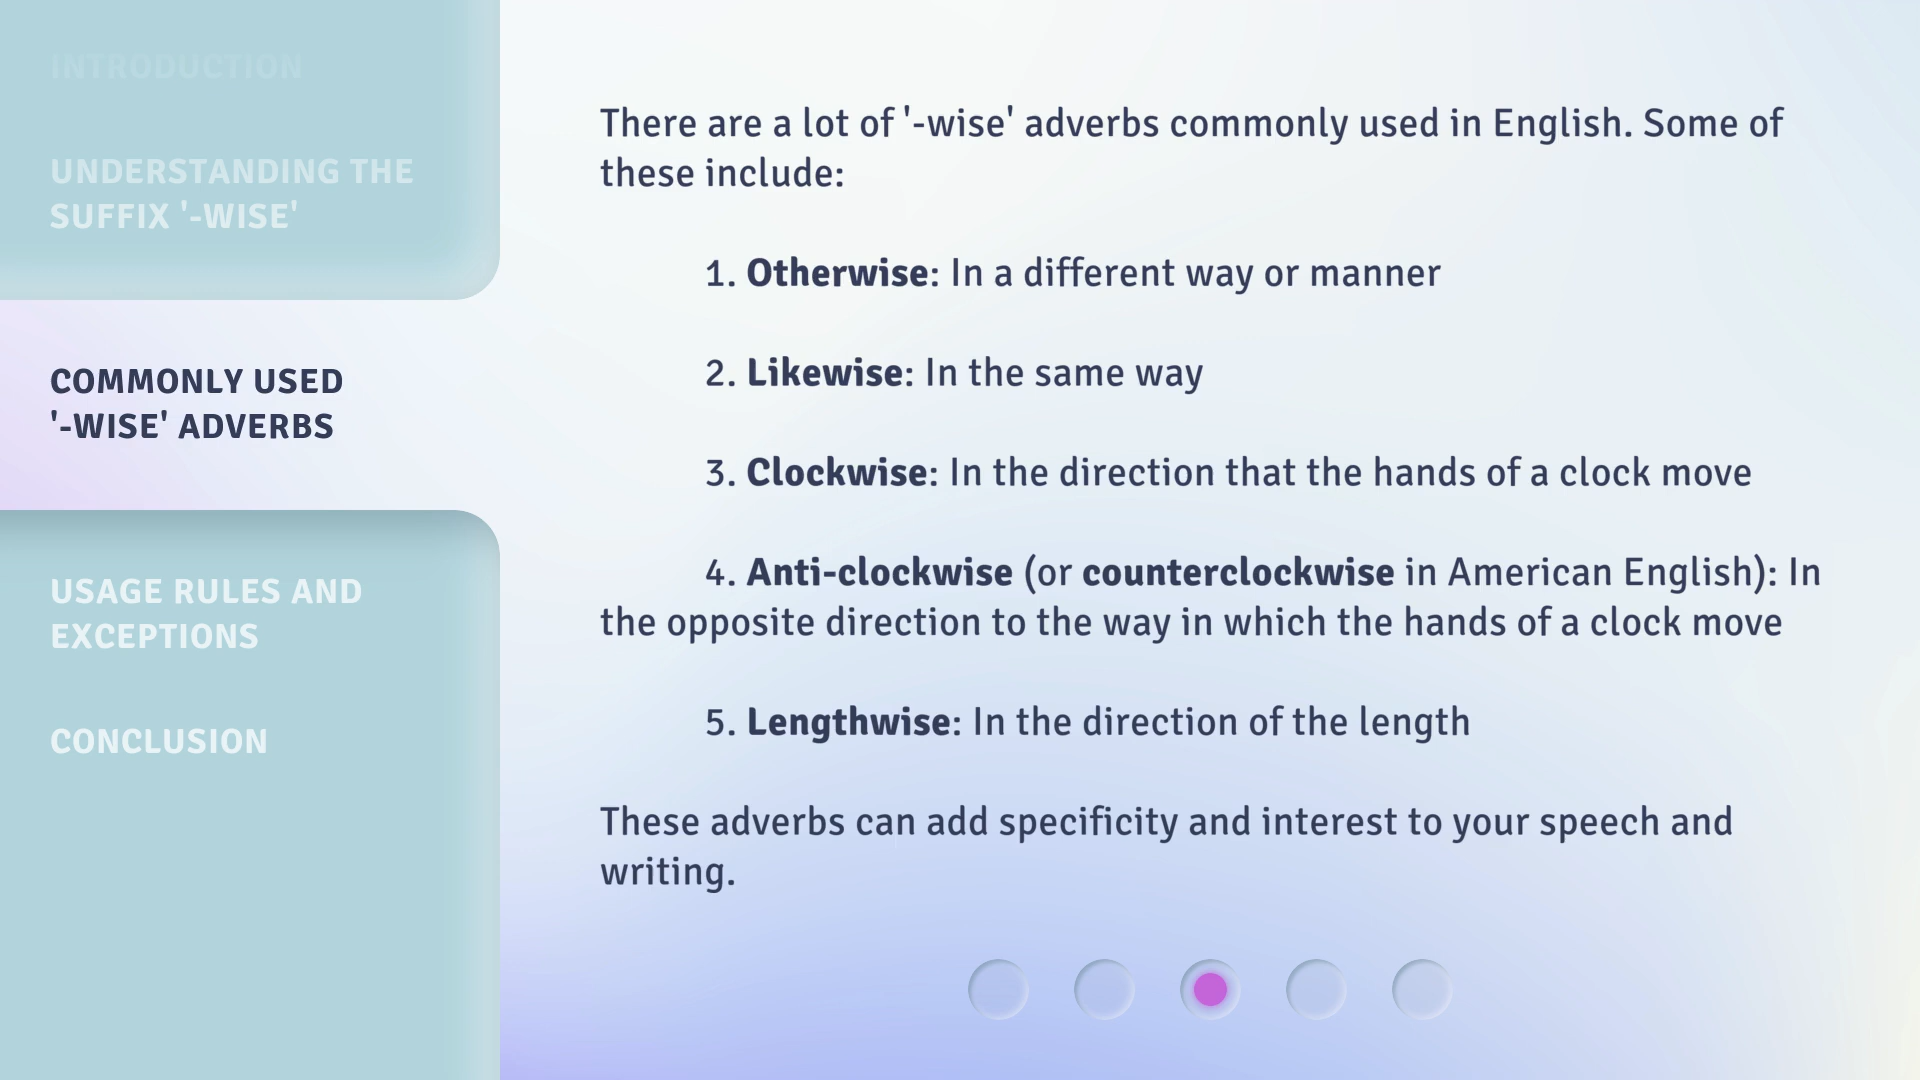 INTRODUCTION
UNDERSTANDING THE
SUFFIX '-WISE'
COMMONLY USED
'-WISE' ADVERBS
USAGE RULES AND
EXCEPTIONS
CONCLUSION
There are a lot of '-wise' adverbs commonly used in English. Some of
these include:
1. Otherwise: In a different way or manner
2. Likewise: In the same way
3. Clockwise: In the direction that the hands of a clock move
4. Anti-clockwise (or counterclockwise in American English): In
the opposite direction to the way in which the hands of a clock move
5. Lengthwise: In the direction of the length
These adverbs can add specificity and interest to your speech and
writing.